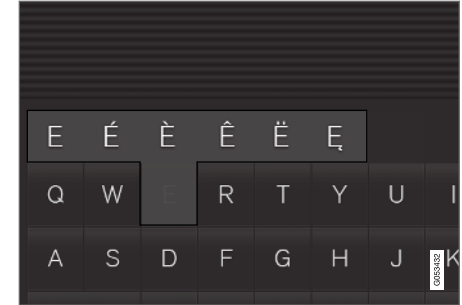 E É È Ê Ë Ę
Q W E R T Y U I
A S D F G H J K
G053432